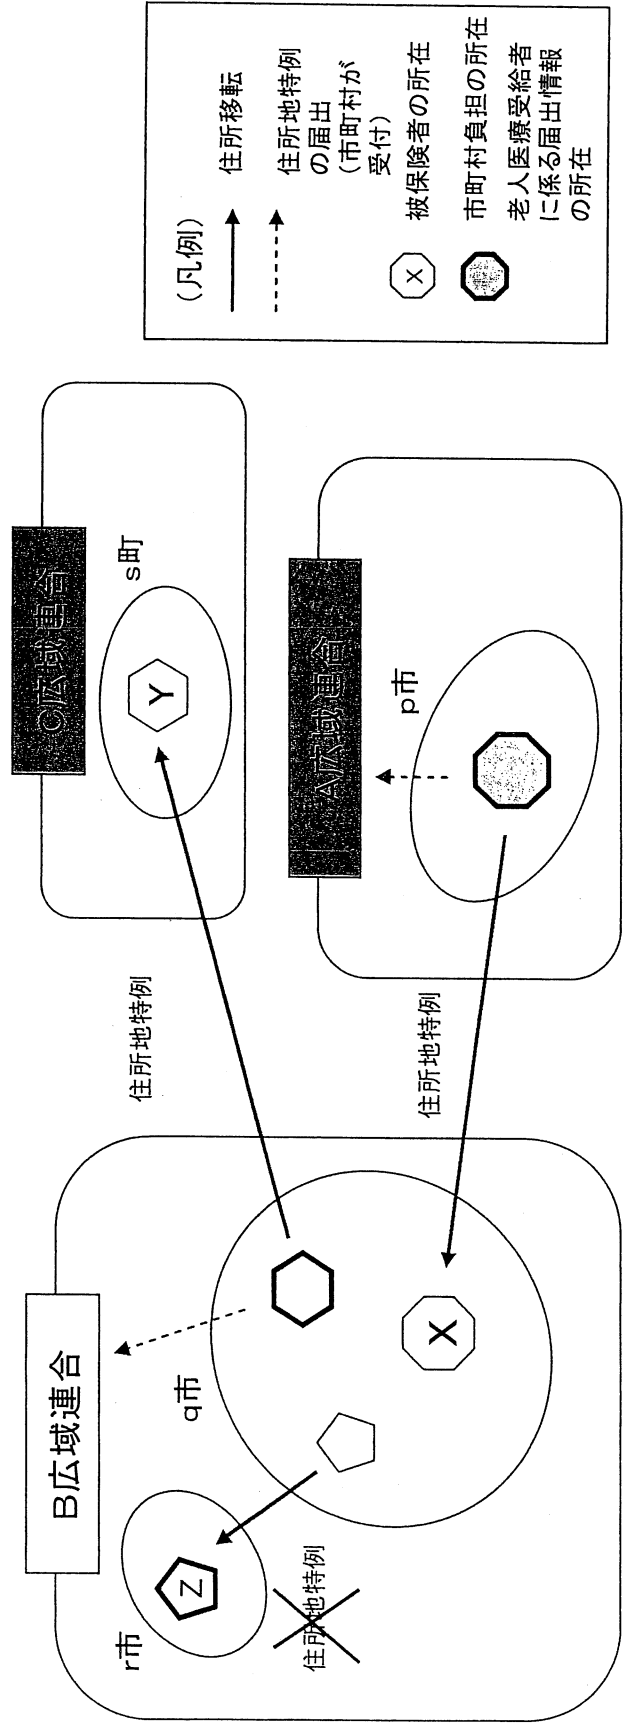 B広域連合
r市
Z
住所地特例
q市
X
住所地特例
住所地特例
C広域連合
s町
Y
A広域連合
p市
(凡例)
住所移転
住所地特例
の届出
(市町村が
受付)
X
被保険者の所在
市町村負担の所在
老人医療受給者
に係る届出情報
の所在